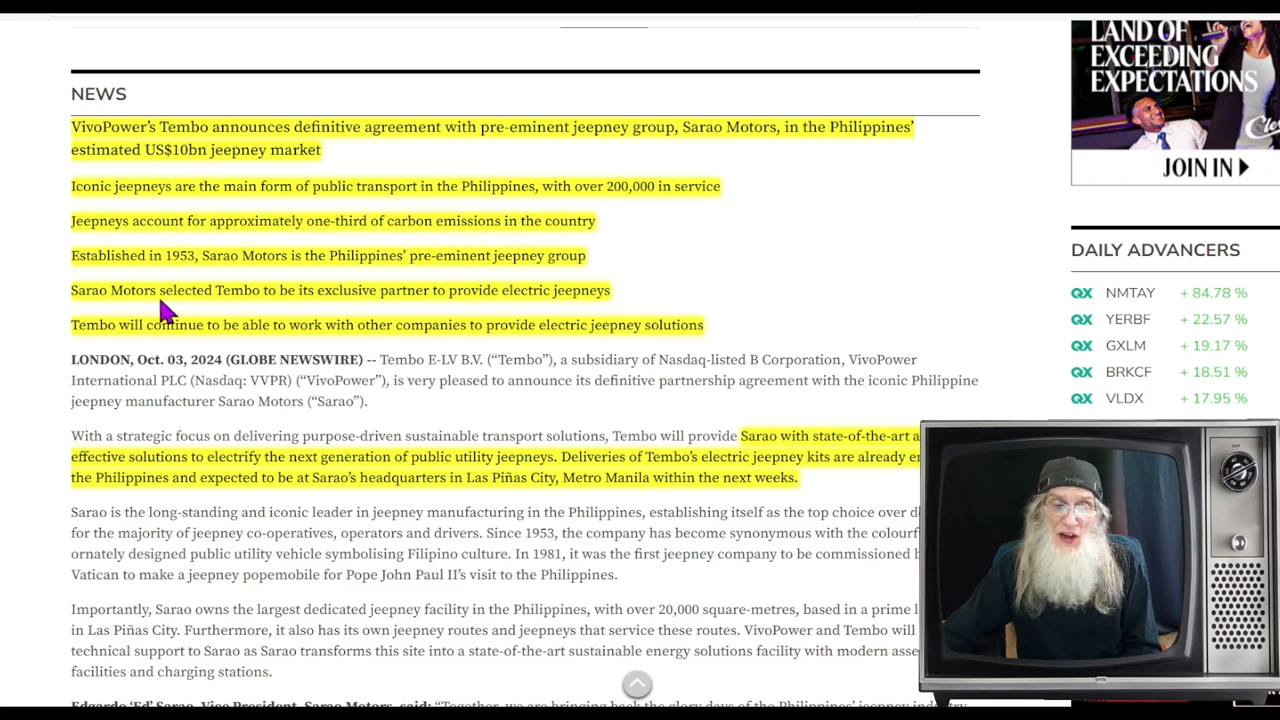 NEWS
VivoPower’s Tembo announces definitive agreement with pre-eminent jeepney group, Sarao Motors, in the Philippines’
estimated US$10bn jeepney market
Iconic jeepneys are the main form of public transport in the Philippines, with over 200,000 in service
Jeepneys account for approximately one-third of carbon emissions in the country
Established in 1953, Sarao Motors is the Philippines’ pre-eminent jeepney group
Sarao Motors selected Tembo to be its exclusive partner to provide electric jeepneys
Tembo will continue to be able to work with other companies to provide electric jeepney solutions
LONDON, Oct. 03, 2024 (GLOBE NEWSWIRE) -- Tembo E-LV B.V. (“Tembo”), a subsidiary of Nasdaq-listed B Corporation, VivoPower
International PLC (Nasdaq: VVPR) (“VivoPower”), is very pleased to announce its definitive partnership agreement with the iconic Philippine
jeepney manufacturer Sarao Motors (“Sarao”).
With a strategic focus on delivering purpose-driven sustainable transport solutions, Tembo will provide Sarao with state-of-the-art
effective solutions to electrify the next generation of public utility jeepneys. Deliveries of Tembo’s electric jeepney kits are already
the Philippines and expected to be at Sarao’s headquarters in Las Piñas City, Metro Manila within the next weeks.
Sarao is the long-standing and iconic leader in jeepney manufacturing in the Philippines, establishing itself as the top choice over
for the majority of jeepney co-operatives, operators and drivers. Since 1953, the company has become synonymous with the
ornately designed public utility vehicle symbolising Filipino culture. In 1981, it was the first jeepney company to be commissioned
Vatican to make a jeepney popemobile for Pope John Paul II’s visit to the Philippines.
Importantly, Sarao owns the largest dedicated jeepney facility in the Philippines, with over 20,000 square-metres, based in a prime
in Las Piñas City. Furthermore, it also has its own jeepney routes and jeepneys that service these routes. VivoPower and Tembo will
technical support to Sarao as Sarao transforms this site into a state-of-the-art sustainable energy solutions facility with modern
facilities and charging stations.
Edgardo ‘Ed’ Sarao, Vice President, Sarao Motors, said: “Together, we are bringing back the glory days of the Philippines’ jeepney industry
LAND OF
EXCEEDING
EXPECTATIONS
JOIN IN
DAILY ADVANCERS
QX NMTAY + 84.78 %
QX YERBF + 22.57 %
QX GXLM + 19.17 %
QX BRKCF + 18.51 %
QX VLDX + 17.95 %